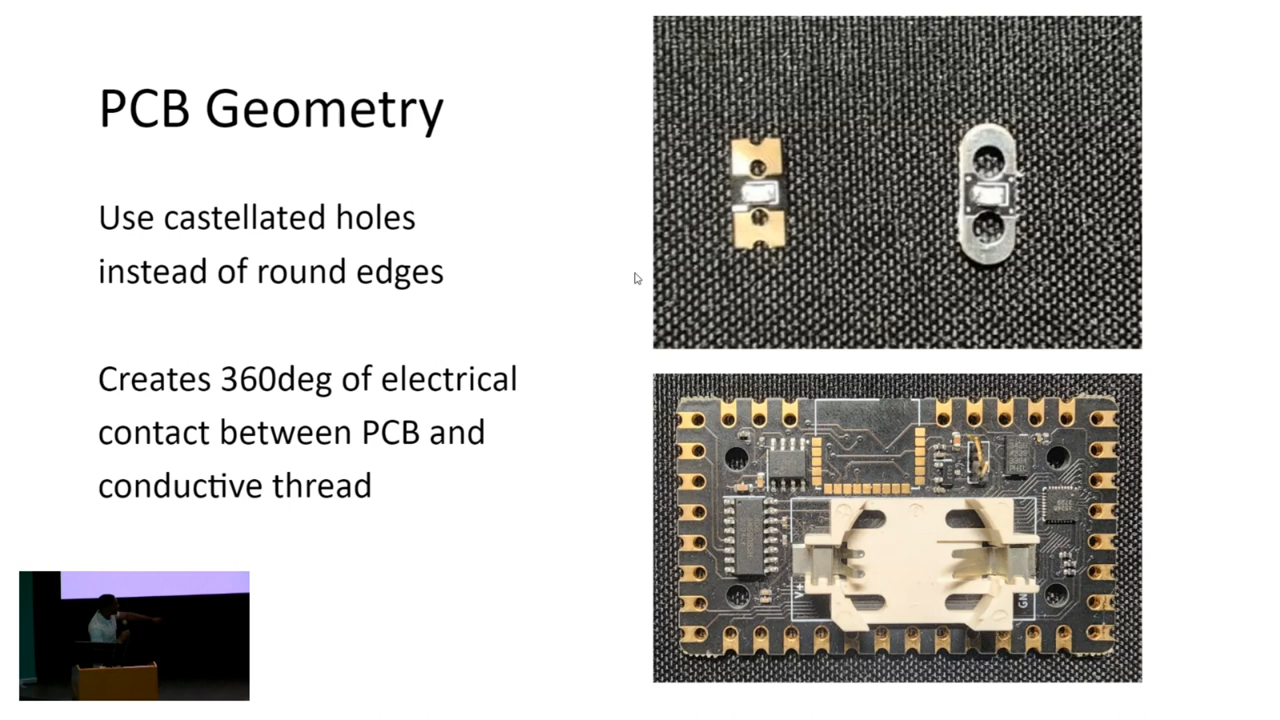 PCB Geometry
Use castellated holes
instead of round edges
Creates 360deg of electrical
contact between PCB and
conductive thread
V+